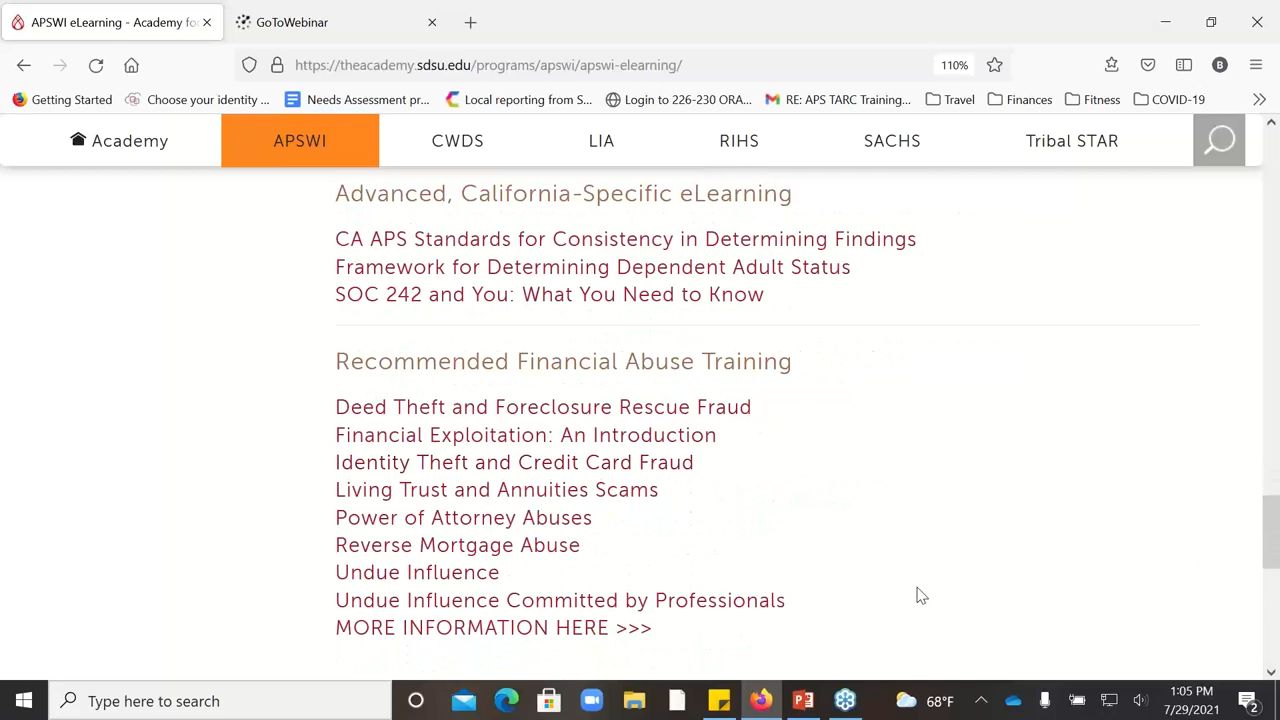 APSWI eLearning - Academy fo
GoToWebinar
https://theacademy.sdsu.edu/programs/apswi/apswi-elearning/
110%
B
Getting Started
Choose your identity ...
Needs Assessment pr...
Local reporting from S...
Login to 226-230 ORA...
RE: APS TARC Training...
Travel
Finances
Fitness
COVID-19
Academy
APSWI
CWDS
LIA
RIHS
SACHS
Tribal STAR
Advanced, California-Specific eLearning
CA APS Standards for Consistency in Determining Findings
Framework for Determining Dependent Adult Status
SOC 242 and You: What You Need to Know
Recommended Financial Abuse Training
Deed Theft and Foreclosure Rescue Fraud
Financial Exploitation: An Introduction
Identity Theft and Credit Card Fraud
Living Trust and Annuities Scams
Power of Attorney Abuses
Reverse Mortgage Abuse
Undue Influence
Undue Influence Committed by Professionals
MORE INFORMATION HERE >>>
Type here to search
68°F
1:05 PM
7/29/2021
2